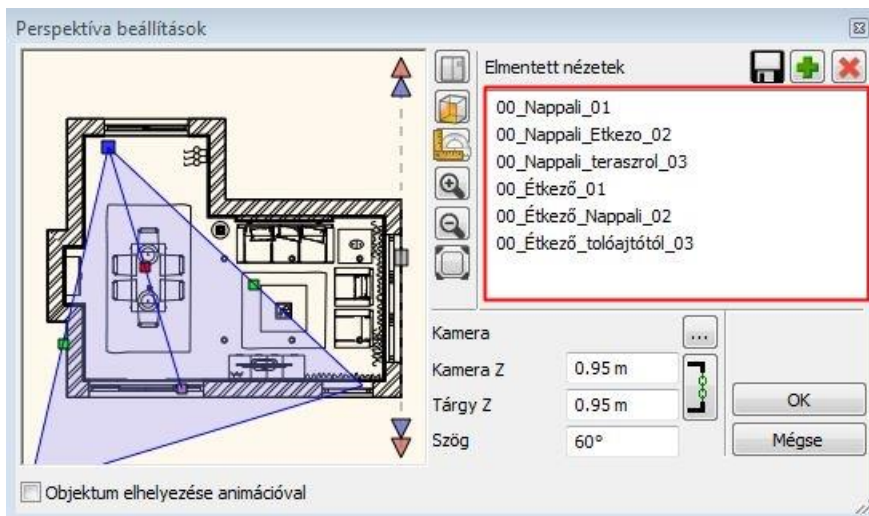 Perspektíva beállítások
Elmentett nézetek
00_Nappali_01
00_Nappali_Etkezo_02
00_Nappali_teraszrol_03
00_Étkező_01
00_Étkező_Nappali_02
00_Étkező_tolóajtótól_03
Kamera
...
Kamera Z 0.95 m
Tárgy Z 0.95 m
Szög 60°
OK
Mégse
Objektum elhelyezése animációval